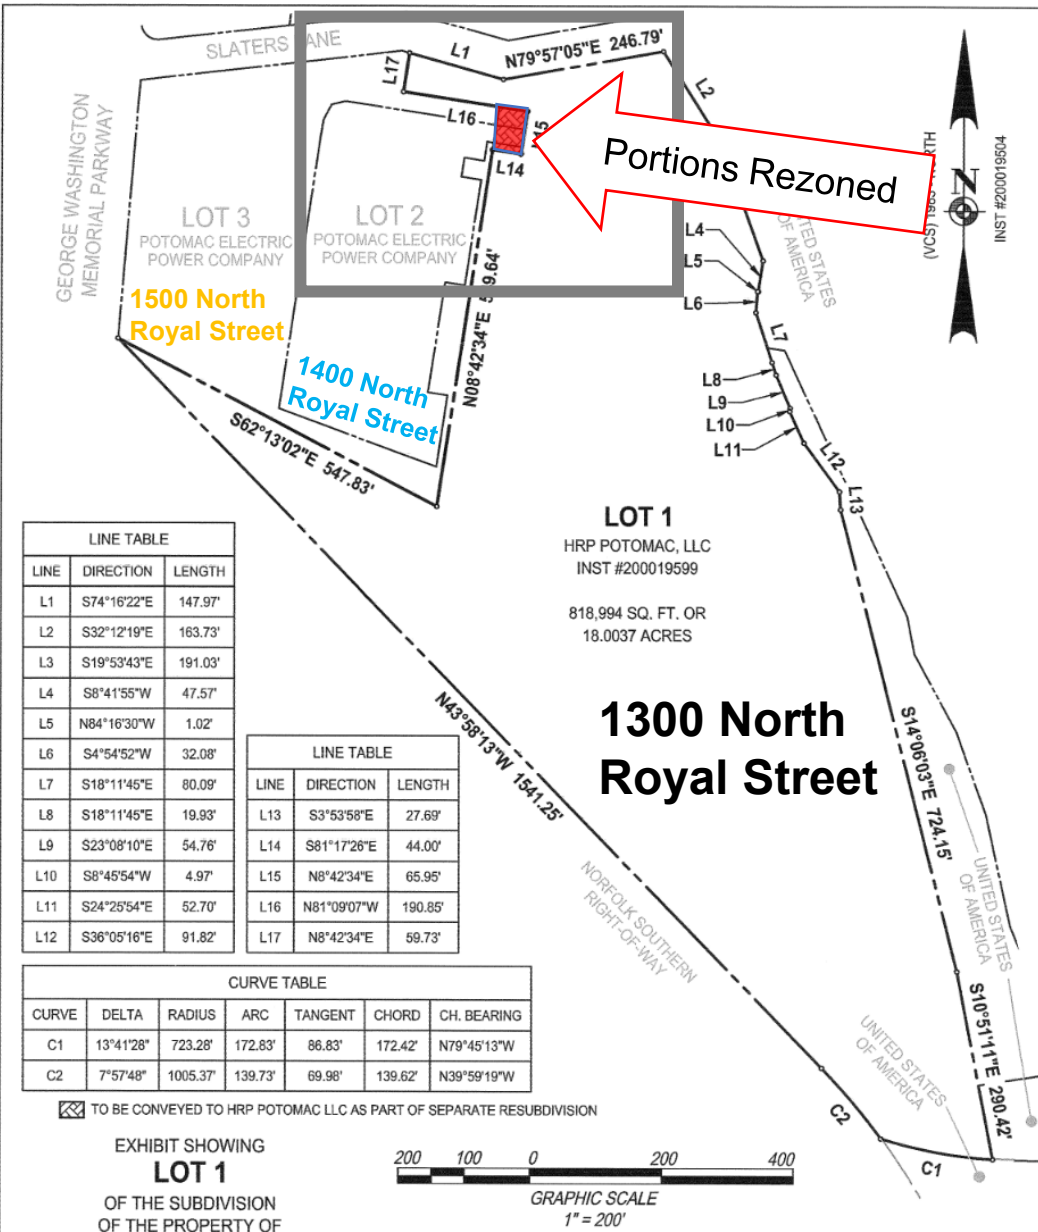 SLATERS LANE
L17
L1
N79°57'05"E 246.79'
L2
GEORGE WASHINGTON
MEMORIAL PARKWAY
L16
L15
L14
Portions Rezoned
(VCS) 1983 NORTH
N
INST #200019504
LOT 3
POTOMAC ELECTRIC
POWER COMPANY
LOT 2
POTOMAC ELECTRIC
POWER COMPANY
1500 North
Royal Street
1400 North
Royal Street
N08°42'34"E
9.64'
L4
L5
L6
L7
L8
L9
L10
L11
L12
L13
UNITED STATES
OF AMERICA
S62°13'02"E 547.83'
LOT 1
HRP POTOMAC, LLC
INST #200019599
818,994 SQ. FT. OR
18.0037 ACRES
1300 North
Royal Street
N43°58'13"W 1541.25'
S14°06'03"E 724.15'
NORFOLK SOUTHERN
RIGHT-OF-WAY
UNITED STATES
OF AMERICA
S10°51'11"E 290.42'
UNITED STATES
OF AMERICA
C2
C1
LINE TABLE
LINE DIRECTION LENGTH
L1 S74°16'22"E 147.97'
L2 S32°12'19"E 163.73'
L3 S19°53'43"E 191.03'
L4 S8°41'55"W 47.57'
L5 N84°16'30"W 1.02'
L6 S4°54'52"W 32.08'
L7 S18°11'45"E 80.09'
L8 S18°11'45"E 19.93'
L9 S23°08'10"E 54.76'
L10 S8°45'54"W 4.97'
L11 S24°25'54"E 52.70'
L12 S36°05'16"E 91.82'
LINE TABLE
LINE DIRECTION LENGTH
L13 S3°53'58"E 27.69'
L14 S81°17'26"E 44.00'
L15 N8°42'34"E 65.95'
L16 N81°09'07"W 190.85'
L17 N8°42'34"E 59.73'
CURVE TABLE
CURVE DELTA RADIUS ARC TANGENT CHORD CH. BEARING
C1 13°41'28" 723.28' 172.83' 86.83' 172.42' N79°45'13"W
C2 7°57'48" 1005.37' 139.73' 69.98' 139.62' N39°59'19"W
TO BE CONVEYED TO HRP POTOMAC LLC AS PART OF SEPARATE RESUBDIVISION
EXHIBIT SHOWING
LOT 1
OF THE SUBDIVISION
OF THE PROPERTY OF
200 100 0 200 400
GRAPHIC SCALE
1" = 200'